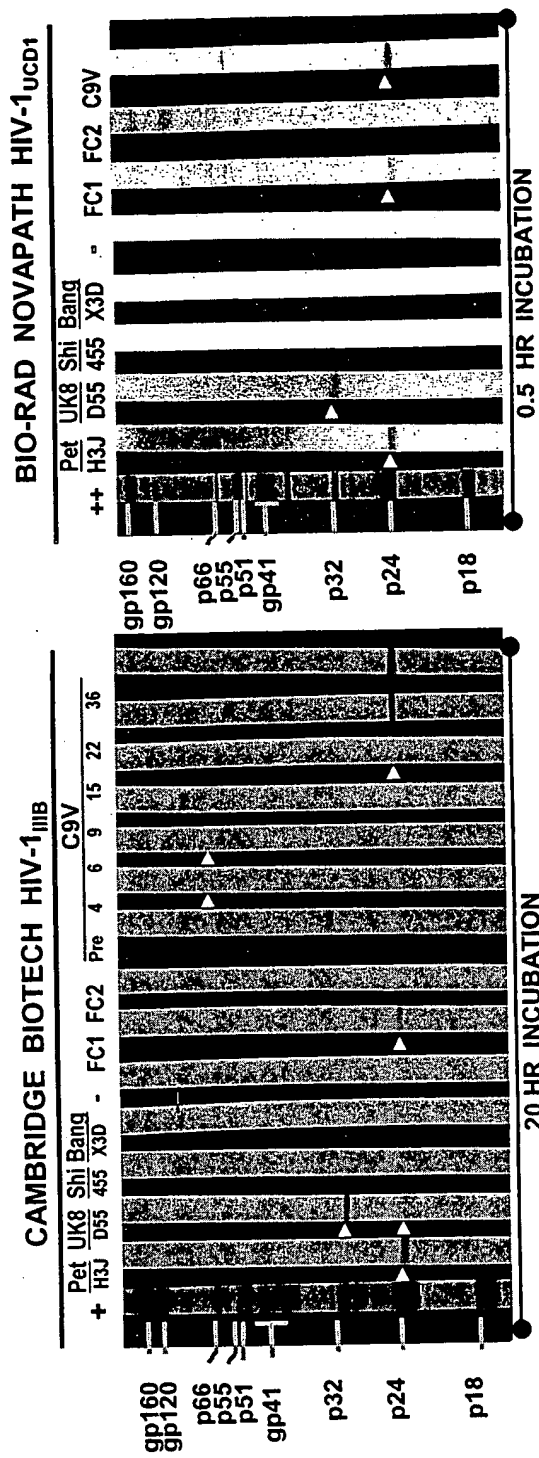 CAMBRIDGE BIOTECH HIV-1IIIB
Pet UK8 Shi Bang C9V
+ H3J D55 455 X3D - FC1 FC2 Pre 4 6 9 15 22 36
gp160
gp120
p66
p55
p51
gp41
p32
p24
p18
20 HR INCUBATION
BIO-RAD NOVAPATH HIV-1UCD1
Pet UK8 Shi Bang
++ H3J D55 455 X3D = FC1 FC2 C9V
gp160
gp120
p66
p55
p51
gp41
p32
p24
p18
0.5 HR INCUBATION